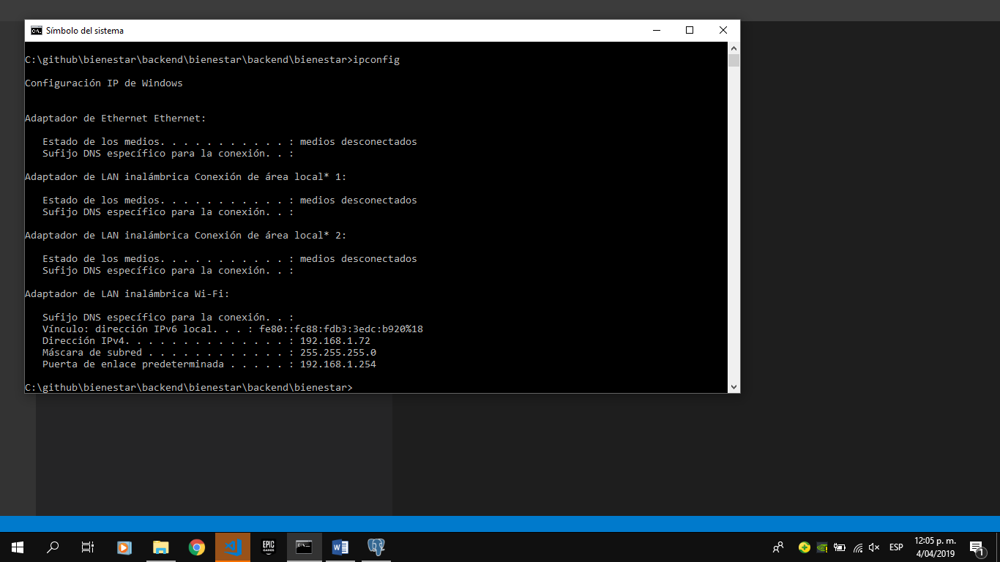 Símbolo del sistema
C:\github\bienestar\backend\bienestar\backend\bienestar>ipconfig
Configuración IP de Windows
Adaptador de Ethernet Ethernet:
Estado de los medios. . . . . . . . . . . : medios desconectados
Sufijo DNS específico para la conexión. . :
Adaptador de LAN inalámbrica Conexión de área local* 1:
Estado de los medios. . . . . . . . . . . : medios desconectados
Sufijo DNS específico para la conexión. . :
Adaptador de LAN inalámbrica Conexión de área local* 2:
Estado de los medios. . . . . . . . . . . : medios desconectados
Sufijo DNS específico para la conexión. . :
Adaptador de LAN inalámbrica Wi-Fi:
Sufijo DNS específico para la conexión. . :
Vínculo: dirección IPv6 local. . . : fe80::fc88:fdb3:3edc:b920%18
Dirección IPv4. . . . . . . . . . . . . . : 192.168.1.72
Máscara de subred . . . . . . . . . . . . : 255.255.255.0
Puerta de enlace predeterminada . . . . . : 192.168.1.254
C:\github\bienestar\backend\bienestar\backend\bienestar>
EPIC
GAMES
ESP
12:05 p. m.
4/04/2019
1